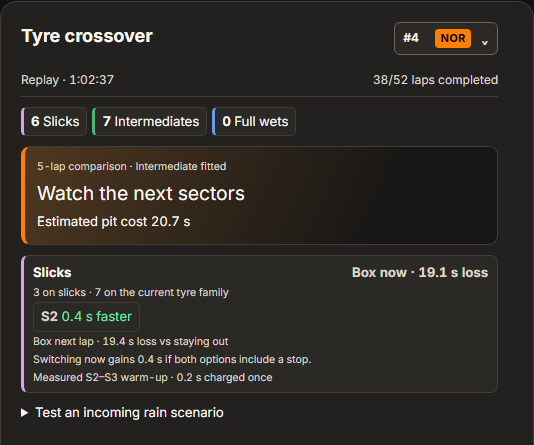 Tyre crossover
#4 NOR
Replay · 1:02:37
38/52 laps completed
6 Slicks
7 Intermediates
0 Full wets
5-lap comparison · Intermediate fitted
Watch the next sectors
Estimated pit cost 20.7 s
Slicks
Box now · 19.1 s loss
3 on slicks · 7 on the current tyre family
S2 0.4 s faster
Box next lap · 19.4 s loss vs staying out
Switching now gains 0.4 s if both options include a stop.
Measured S2–S3 warm-up · 0.2 s charged once
Test an incoming rain scenario